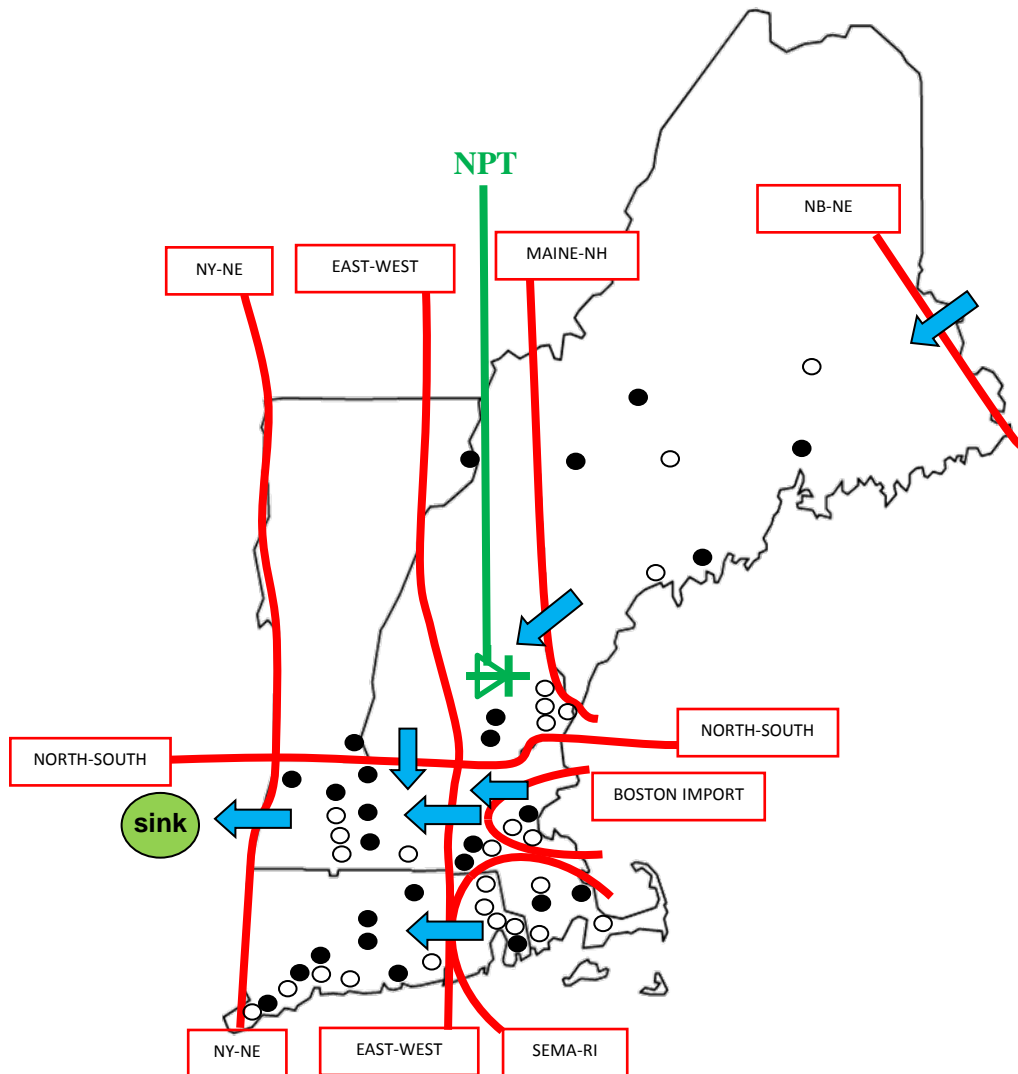 NPT
NB-NE
MAINE-NH
EAST-WEST
NY-NE
NORTH-SOUTH
NORTH-SOUTH
BOSTON IMPORT
sink
NY-NE
EAST-WEST
SEMA-RI